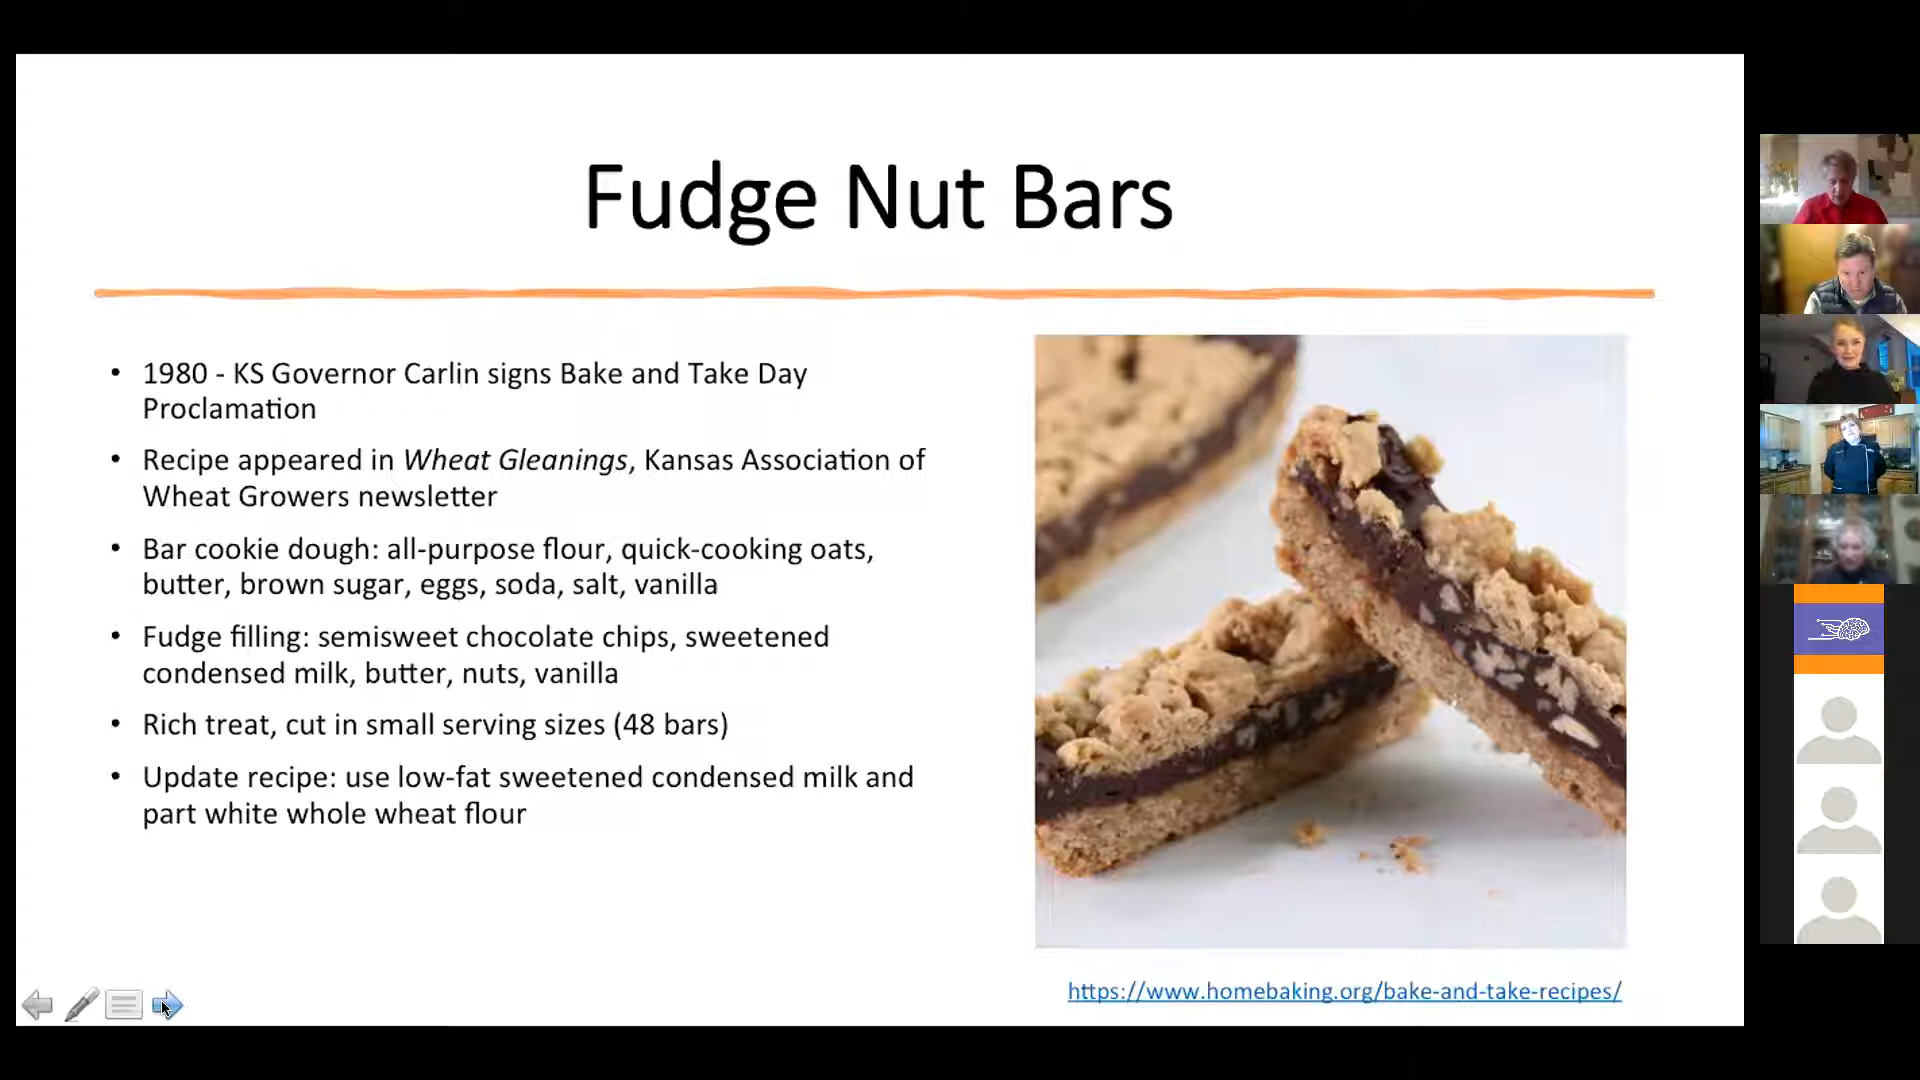 Fudge Nut Bars
• 1980 - KS Governor Carlin signs Bake and Take Day
Proclamation
• Recipe appeared in Wheat Gleanings, Kansas Association of
Wheat Growers newsletter
• Bar cookie dough: all-purpose flour, quick-cooking oats,
butter, brown sugar, eggs, soda, salt, vanilla
• Fudge filling: semisweet chocolate chips, sweetened
condensed milk, butter, nuts, vanilla
• Rich treat, cut in small serving sizes (48 bars)
• Update recipe: use low-fat sweetened condensed milk and
part white whole wheat flour
https://www.homebaking.org/bake-and-take-recipes/